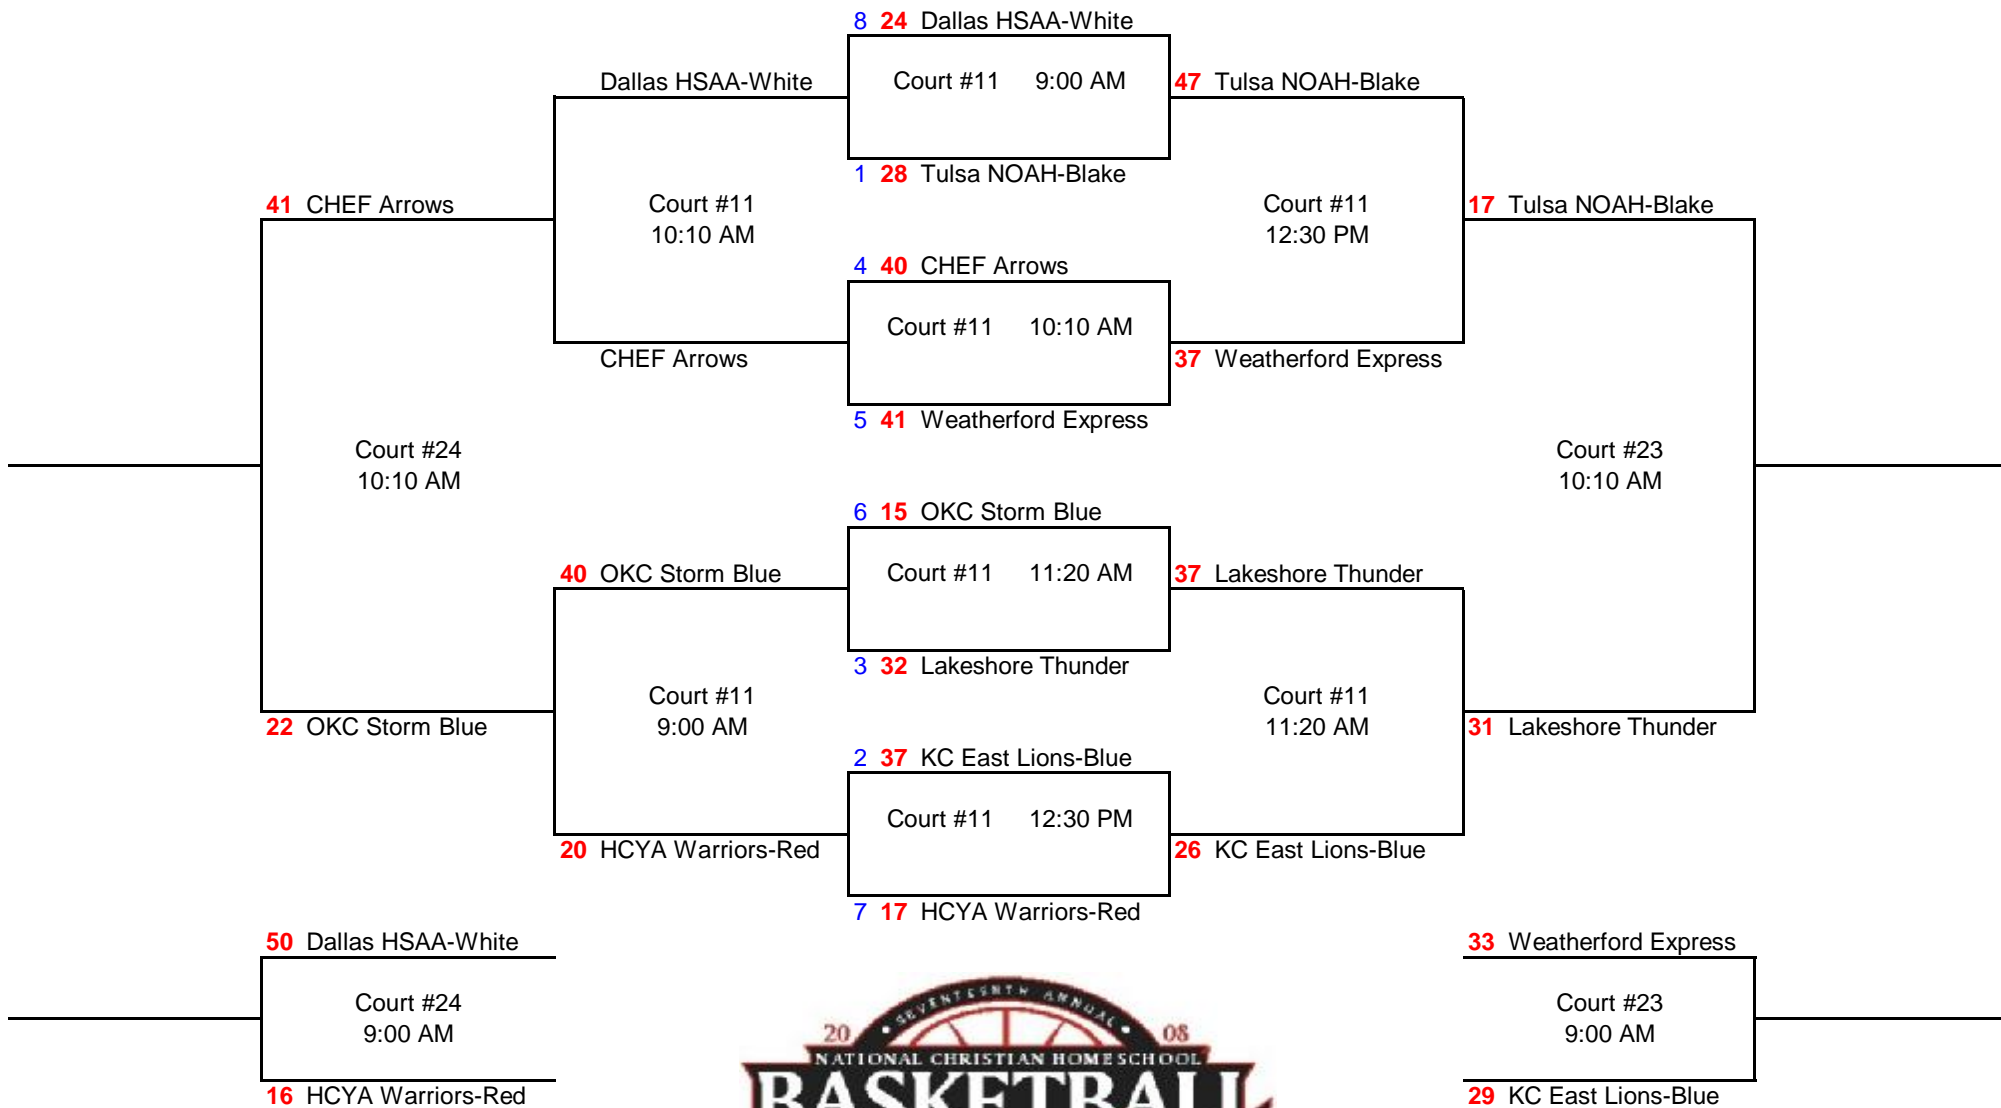 8 24 Dallas HSAA-White
Dallas HSAA-White
Court #11 9:00 AM
47 Tulsa NOAH-Blake
1 28 Tulsa NOAH-Blake
41 CHEF Arrows
Court #11
10:10 AM
Court #11
12:30 PM
17 Tulsa NOAH-Blake
4 40 CHEF Arrows
Court #11 10:10 AM
CHEF Arrows
37 Weatherford Express
5 41 Weatherford Express
Court #24
10:10 AM
Court #23
10:10 AM
6 15 OKC Storm Blue
40 OKC Storm Blue
Court #11 11:20 AM
37 Lakeshore Thunder
3 32 Lakeshore Thunder
Court #11
9:00 AM
Court #11
11:20 AM
22 OKC Storm Blue
31 Lakeshore Thunder
2 37 KC East Lions-Blue
Court #11 12:30 PM
20 HCYA Warriors-Red
26 KC East Lions-Blue
7 17 HCYA Warriors-Red
50 Dallas HSAA-White
33 Weatherford Express
Court #24
9:00 AM
Court #23
9:00 AM
16 HCYA Warriors-Red
29 KC East Lions-Blue
SEVENTEENTH ANNUAL
20 08
NATIONAL CHRISTIAN HOMESCHOOL
BASKETBALL